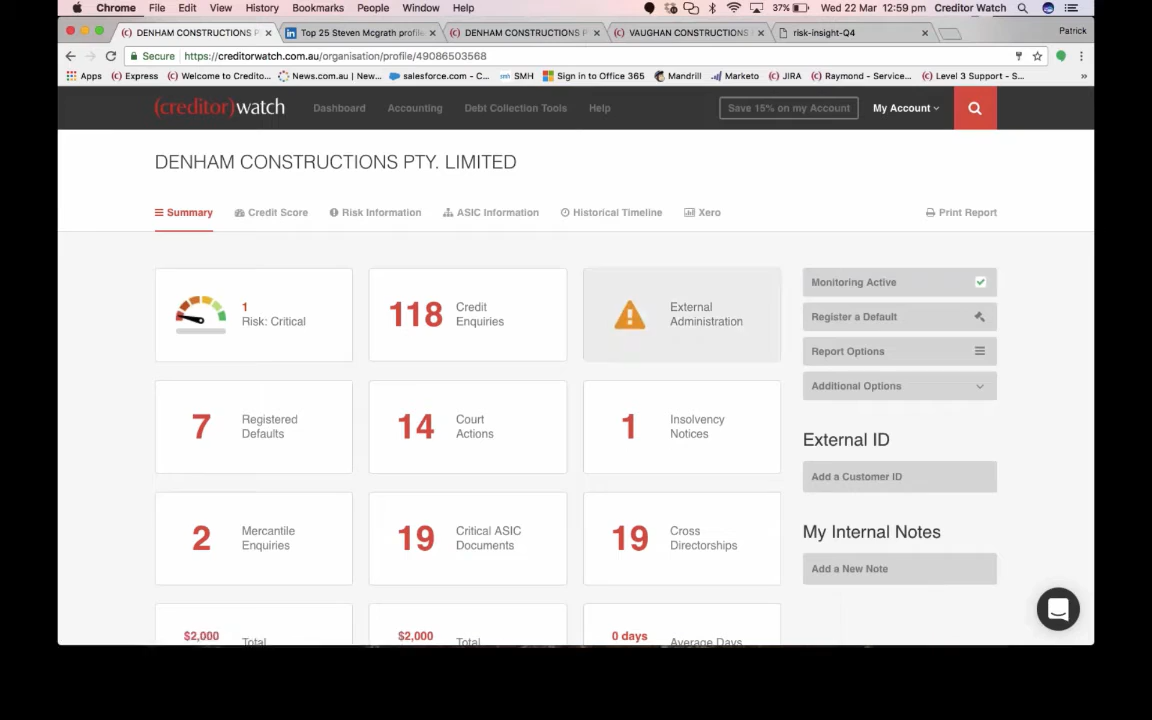 Chrome File Edit View History Bookmarks People Window Help 37% Wed 22 Mar 12:59 pm Creditor Watch
DENHAM CONSTRUCTIONS P × Top 25 Steven Mcgrath profile × DENHAM CONSTRUCTIONS P × VAUGHAN CONSTRUCTIONS × risk-insight-Q4 × Patrick
Secure https://creditorwatch.com.au/organisation/profile/49086503568
Apps Express Welcome to Credito... News.com.au | New... salesforce.com - C... SMH Sign in to Office 365 Mandrill Marketo JIRA Raymond - Service... Level 3 Support - S... »
(creditor)watch Dashboard Accounting Debt Collection Tools Help Save 15% on my Account My Account
DENHAM CONSTRUCTIONS PTY. LIMITED
Summary Credit Score Risk Information ASIC Information Historical Timeline Xero Print Report
1
Risk: Critical
118
Credit
Enquiries
External
Administration
Monitoring Active
Register a Default
Report Options
Additional Options
7
Registered
Defaults
14
Court
Actions
1
Insolvency
Notices
External ID
Add a Customer ID
2
Mercantile
Enquiries
19
Critical ASIC
Documents
19
Cross
Directorships
My Internal Notes
Add a New Note
$2,000
Total
$2,000
Total
0 days
Average Days